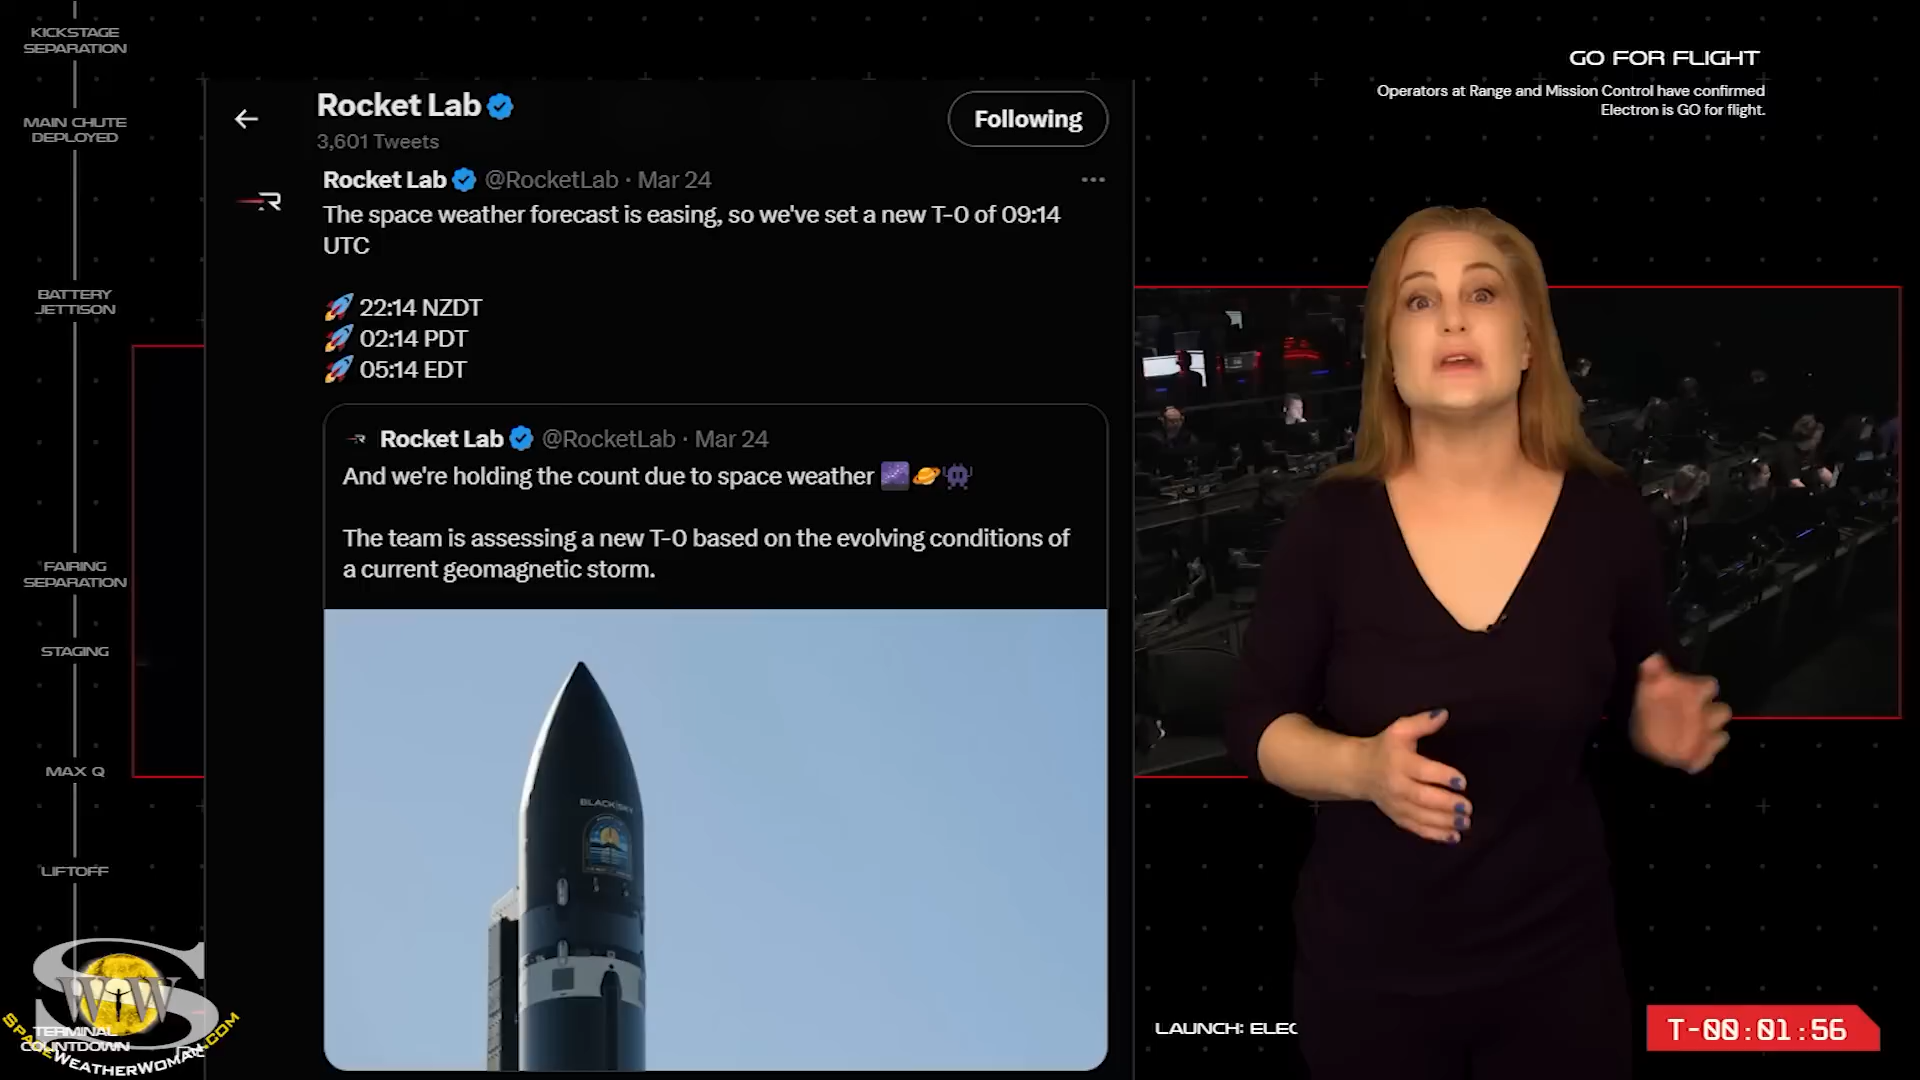 KICKSTAGE
SEPARATION
MAIN CHUTE
DEPLOYED
BATTERY
JETTISON
FAIRING
SEPARATION
STAGING
MAX Q
LIFTOFF
TERMINAL
COUNTDOWN
SWW
SPACEWEATHERWOMAN.COM
Rocket Lab
3,601 Tweets
Following
Rocket Lab @RocketLab · Mar 24
The space weather forecast is easing, so we've set a new T-0 of 09:14
UTC
🚀 22:14 NZDT
🚀 02:14 PDT
🚀 05:14 EDT
Rocket Lab @RocketLab · Mar 24
And we're holding the count due to space weather 🌌🪐👾
The team is assessing a new T-0 based on the evolving conditions of
a current geomagnetic storm.
BLACKSKY
GO FOR FLIGHT
Operators at Range and Mission Control have confirmed
Electron is GO for flight.
LAUNCH: ELEC
T-00:01:56